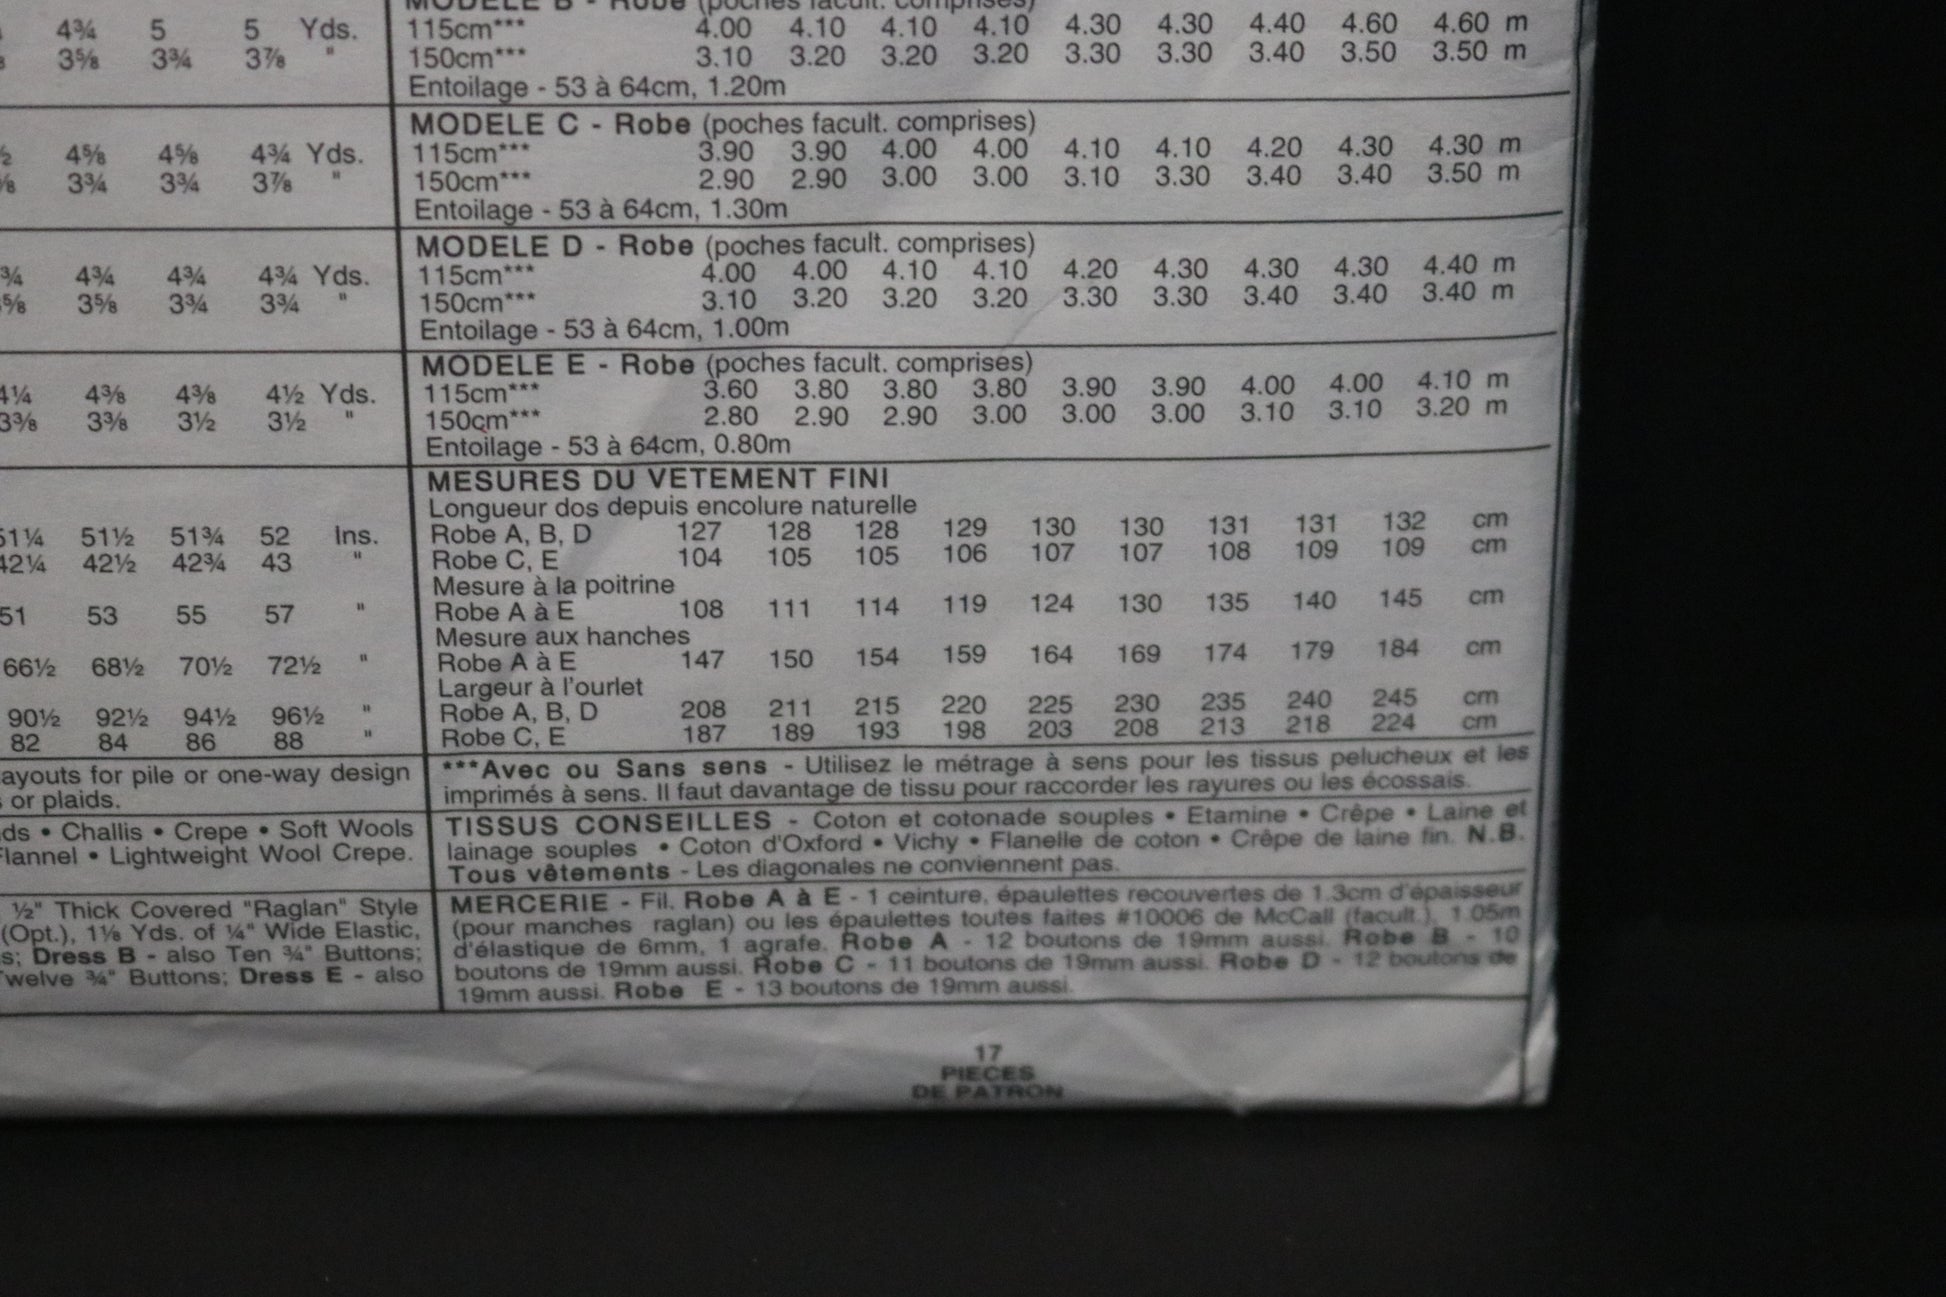 4¾ 5 5 Yds.
3⅝ 3¾ 3⅞ "
4⅝ 4⅝ 4¾ Yds.
3¾ 3¾ 3⅞ "
¾ 4¾ 4¾ 4¾ Yds.
⅝ 3⅝ 3¾ 3¾ "
4¼ 4⅜ 4⅜ 4½ Yds.
3⅜ 3⅜ 3½ 3½ "
51¼ 51½ 51¾ 52 Ins.
42¼ 42½ 42¾ 43 "
51 53 55 57 "
66½ 68½ 70½ 72½ "
90½ 92½ 94½ 96½ "
82 84 86 88 "
ayouts for pile or one-way design
or plaids.
ds • Challis • Crepe • Soft Wools
lannel • Lightweight Wool Crepe.
½" Thick Covered "Raglan" Style
(Opt.), 1⅛ Yds. of ¼" Wide Elastic,
s; Dress B - also Ten ¾" Buttons;
welve ¾" Buttons; Dress E - also
MODELE B - Robe (poches facult. comprises)
115cm*** 4.00 4.10 4.10 4.10 4.30 4.30 4.40 4.60 4.60 m
150cm*** 3.10 3.20 3.20 3.20 3.30 3.30 3.40 3.50 3.50 m
Entoilage - 53 à 64cm, 1.20m
MODELE C - Robe (poches facult. comprises)
115cm*** 3.90 3.90 4.00 4.00 4.10 4.10 4.20 4.30 4.30 m
150cm*** 2.90 2.90 3.00 3.00 3.10 3.30 3.40 3.40 3.50 m
Entoilage - 53 à 64cm, 1.30m
MODELE D - Robe (poches facult. comprises)
115cm*** 4.00 4.00 4.10 4.10 4.20 4.30 4.30 4.30 4.40 m
150cm*** 3.10 3.20 3.20 3.20 3.30 3.30 3.40 3.40 3.40 m
Entoilage - 53 à 64cm, 1.00m
MODELE E - Robe (poches facult. comprises)
115cm*** 3.60 3.80 3.80 3.80 3.90 3.90 4.00 4.00 4.10 m
150cm*** 2.80 2.90 2.90 3.00 3.00 3.00 3.10 3.10 3.20 m
Entoilage - 53 à 64cm, 0.80m
MESURES DU VETEMENT FINI
Longueur dos depuis encolure naturelle
Robe A, B, D 127 128 128 129 130 130 131 131 132 cm
Robe C, E 104 105 105 106 107 107 108 109 109 cm
Mesure à la poitrine
Robe A à E 108 111 114 119 124 130 135 140 145 cm
Mesure aux hanches
Robe A à E 147 150 154 159 164 169 174 179 184 cm
Largeur à l'ourlet
Robe A, B, D 208 211 215 220 225 230 235 240 245 cm
Robe C, E 187 189 193 198 203 208 213 218 224 cm
***Avec ou Sans sens - Utilisez le métrage à sens pour les tissus pelucheux et les
imprimés à sens. Il faut davantage de tissu pour raccorder les rayures ou les écossais.
TISSUS CONSEILLES - Coton et cotonade souples • Etamine • Crêpe • Laine et
lainage souples • Coton d'Oxford • Vichy • Flanelle de coton • Crêpe de laine fin. N.B.
Tous vêtements - Les diagonales ne conviennent pas.
MERCERIE - Fil. Robe A à E - 1 ceinture, épaulettes recouvertes de 1.3cm d'épaisseur
(pour manches raglan) ou les épaulettes toutes faites #10006 de McCall (facult.), 1.05m
d'élastique de 6mm, 1 agrafe. Robe A - 12 boutons de 19mm aussi. Robe B - 10
boutons de 19mm aussi. Robe C - 11 boutons de 19mm aussi. Robe D - 12 boutons de
19mm aussi. Robe E - 13 boutons de 19mm aussi.
17
PIECES
DE PATRON